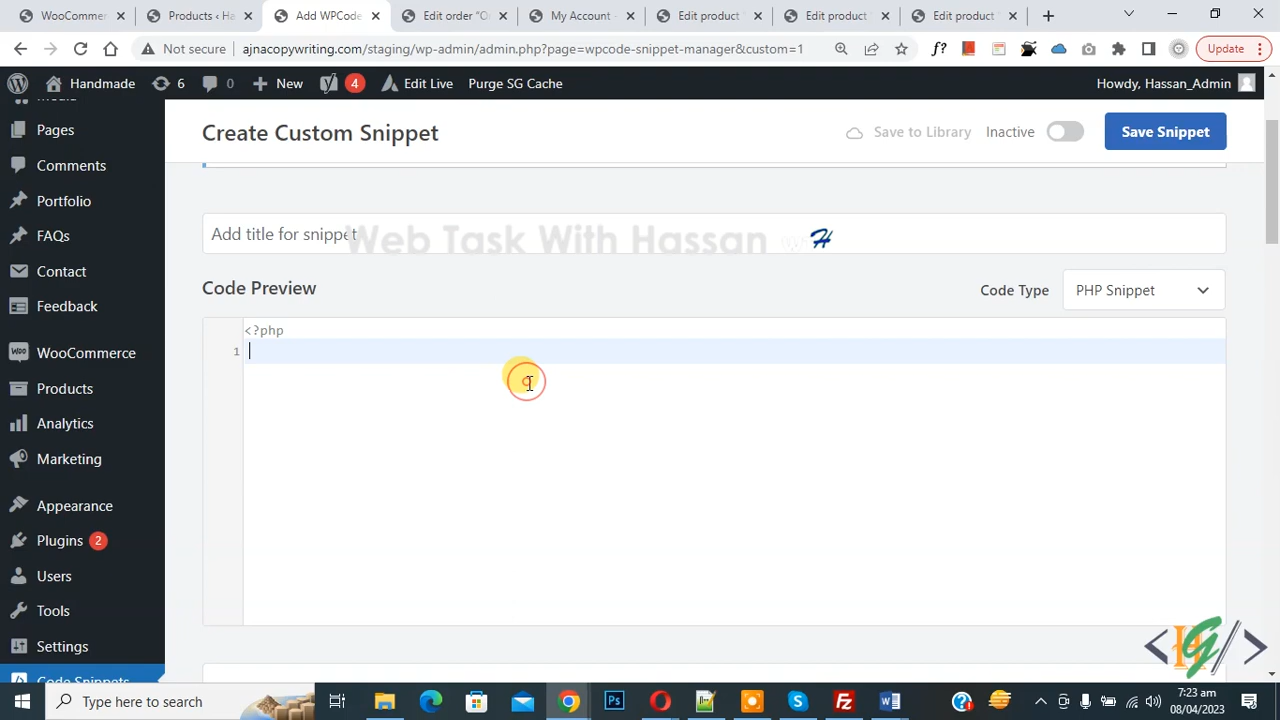 WooCommer
Products ‹ Ha
Add WPCode
Edit order "O
My Account -
Edit product
Edit product
Edit product
Not secure
ajnacopywriting.com/staging/wp-admin/admin.php?page=wpcode-snippet-manager&custom=1
f?
Update
Handmade
6
0
New
4
Edit Live
Purge SG Cache
Howdy, Hassan_Admin
Media
Pages
Comments
Portfolio
FAQs
Contact
Feedback
WooCommerce
Products
Analytics
Marketing
Appearance
Plugins 2
Users
Tools
Settings
Code Snippets
Create Custom Snippet
Save to Library
Inactive
Save Snippet
Add title for snippet
Web Task With Hassan
Code Preview
Code Type
PHP Snippet
<?php
1
Type here to search
7:23 am
08/04/2023